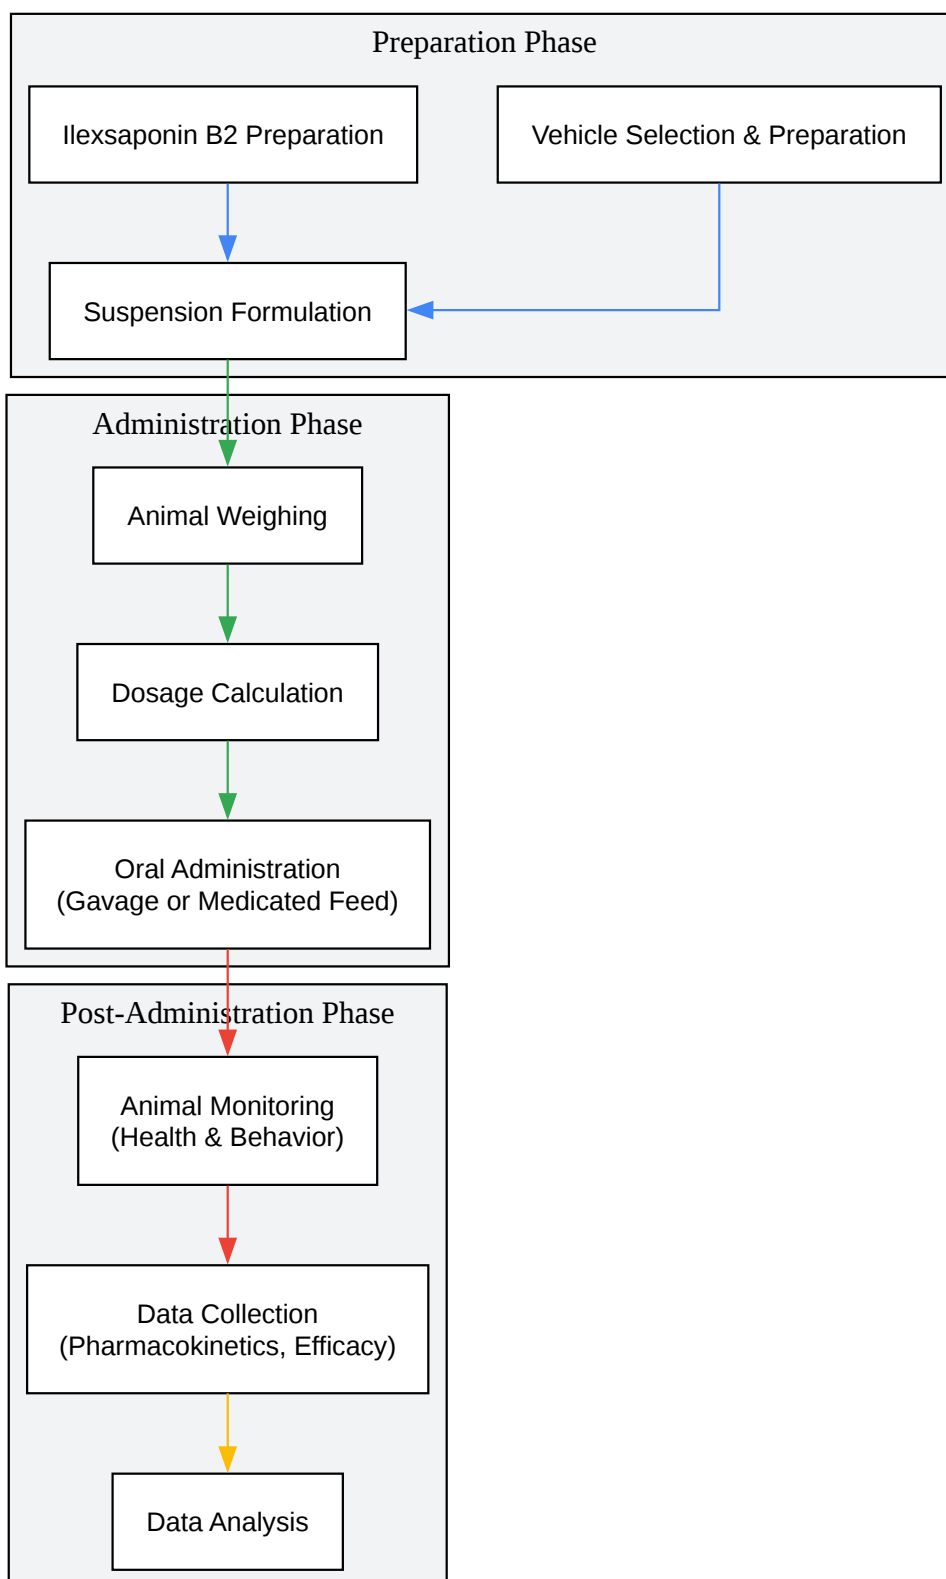 Preparation Phase
Ilexsaponin B2 Preparation
Vehicle Selection & Preparation
Suspension Formulation
Administration Phase
Animal Weighing
Dosage Calculation
Oral Administration
(Gavage or Medicated Feed)
Post-Administration Phase
Animal Monitoring
(Health & Behavior)
Data Collection
(Pharmacokinetics, Efficacy)
Data Analysis